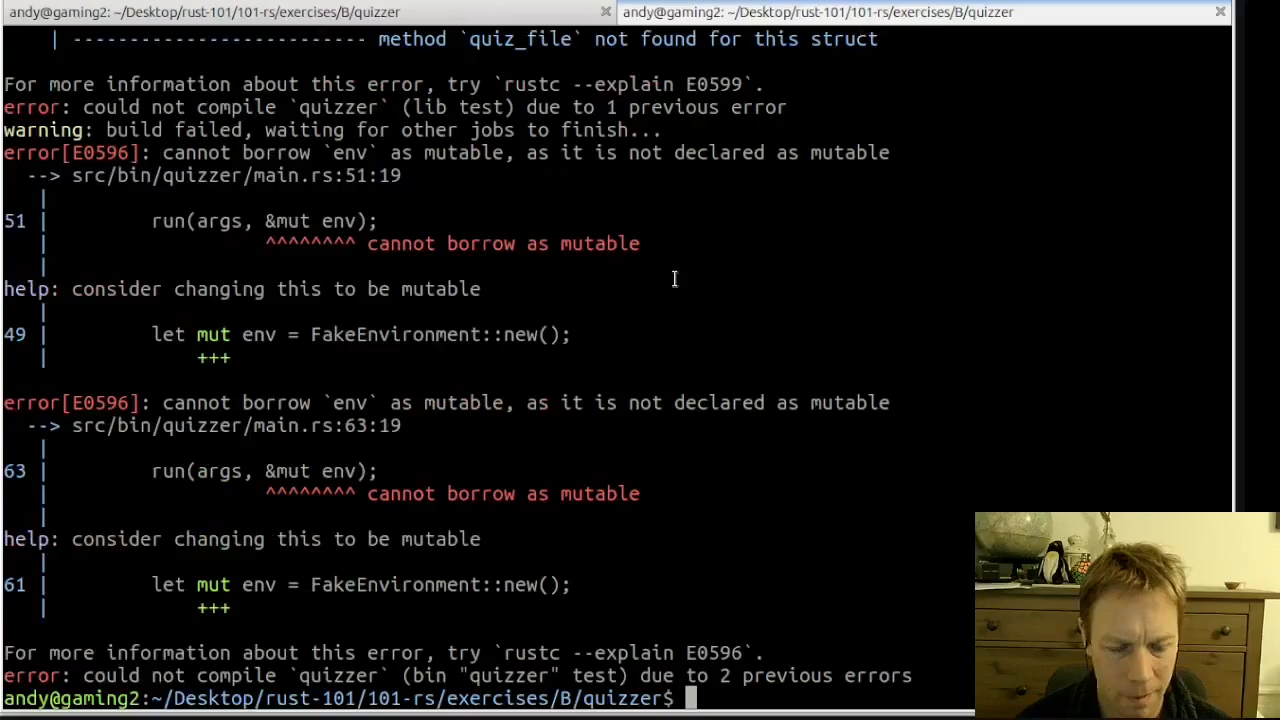 andy@gaming2: ~/Desktop/rust-101/101-rs/exercises/B/quizzer
andy@gaming2: ~/Desktop/rust-101/101-rs/exercises/B/quizzer
| -------------------------- method `quiz_file` not found for this struct
For more information about this error, try `rustc --explain E0599`.
error: could not compile `quizzer` (lib test) due to 1 previous error
warning: build failed, waiting for other jobs to finish...
error[E0596]: cannot borrow `env` as mutable, as it is not declared as mutable
--> src/bin/quizzer/main.rs:51:19
|
51 | run(args, &mut env);
| ^^^^^^^^ cannot borrow as mutable
|
help: consider changing this to be mutable
|
49 | let mut env = FakeEnvironment::new();
| +++
error[E0596]: cannot borrow `env` as mutable, as it is not declared as mutable
--> src/bin/quizzer/main.rs:63:19
|
63 | run(args, &mut env);
| ^^^^^^^^ cannot borrow as mutable
|
help: consider changing this to be mutable
|
61 | let mut env = FakeEnvironment::new();
| +++
For more information about this error, try `rustc --explain E0596`.
error: could not compile `quizzer` (bin "quizzer" test) due to 2 previous errors
andy@gaming2:~/Desktop/rust-101/101-rs/exercises/B/quizzer$